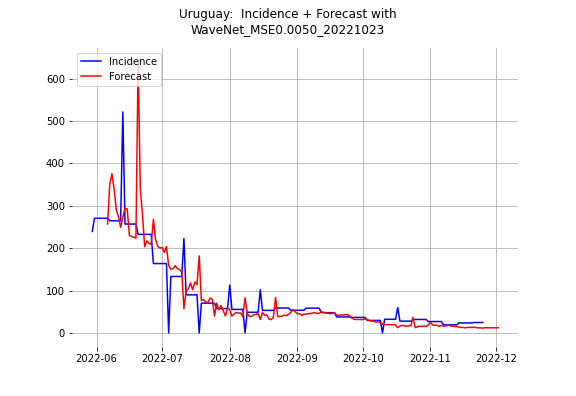 Uruguay:  Incidence + Forecast with
WaveNet_MSE0.0050_20221023
Incidence
Forecast
600
500
400
300
200
100
0
2022-06 2022-07 2022-08 2022-09 2022-10 2022-11 2022-12